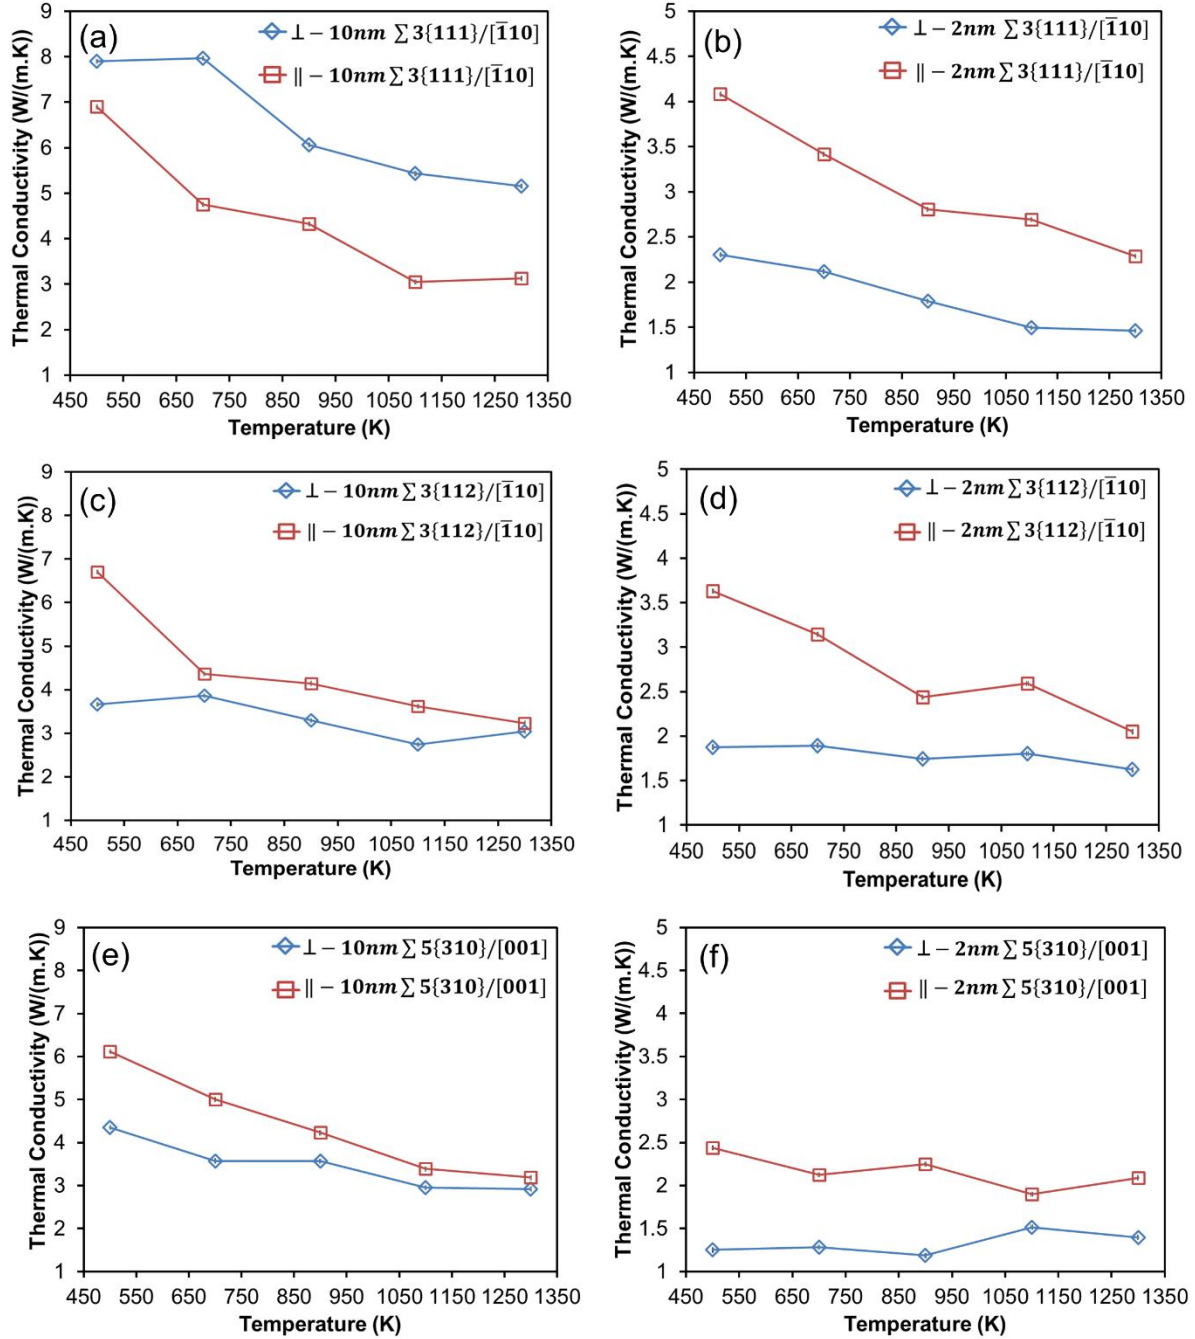 (a)
⊥ − 10nm ∑ 3{111}/[1̅10]
∥ − 10nm ∑ 3{111}/[1̅10]
Thermal Conductivity (W/(m.K))
9
8
7
6
5
4
3
2
1
450 550 650 750 850 950 1050 1150 1250 1350
Temperature (K)
(b)
⊥ − 2nm ∑ 3{111}/[1̅10]
∥ − 2nm ∑ 3{111}/[1̅10]
Thermal Conductivity (W/(m.K))
5
4.5
4
3.5
3
2.5
2
1.5
1
450 550 650 750 850 950 1050 1150 1250 1350
Temperature (K)
(c)
⊥ − 10nm ∑ 3{112}/[1̅10]
∥ − 10nm ∑ 3{112}/[1̅10]
Thermal Conductivity (W/(m.K))
9
8
7
6
5
4
3
2
1
450 550 650 750 850 950 1050 1150 1250 1350
Temperature (K)
(d)
⊥ − 2nm ∑ 3{112}/[1̅10]
∥ − 2nm ∑ 3{112}/[1̅10]
Thermal Conductivity (W/(m.K))
5
4.5
4
3.5
3
2.5
2
1.5
1
450 550 650 750 850 950 1050 1150 1250 1350
Temperature (K)
(e)
⊥ − 10nm ∑ 5{310}/[001]
∥ − 10nm ∑ 5{310}/[001]
Thermal Conductivity (W/(m.K))
9
8
7
6
5
4
3
2
1
450 550 650 750 850 950 1050 1150 1250 1350
Temperature (K)
(f)
⊥ − 2nm ∑ 5{310}/[001]
∥ − 2nm ∑ 5{310}/[001]
Thermal Conductivity (W/(m.K))
5
4.5
4
3.5
3
2.5
2
1.5
1
450 550 650 750 850 950 1050 1150 1250 1350
Temperature (K)